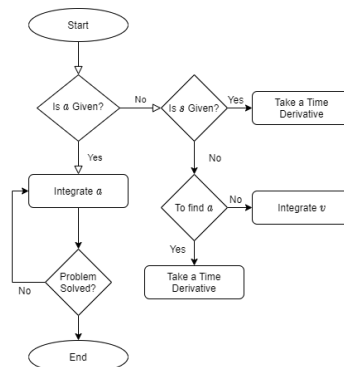 Start
Is a Given?
No
Is s Given?
Yes
Take a Time
Derivative
Yes
No
Integrate a
To find a
No
Integrate v
Yes
Problem
Solved?
No
Take a Time
Derivative
End